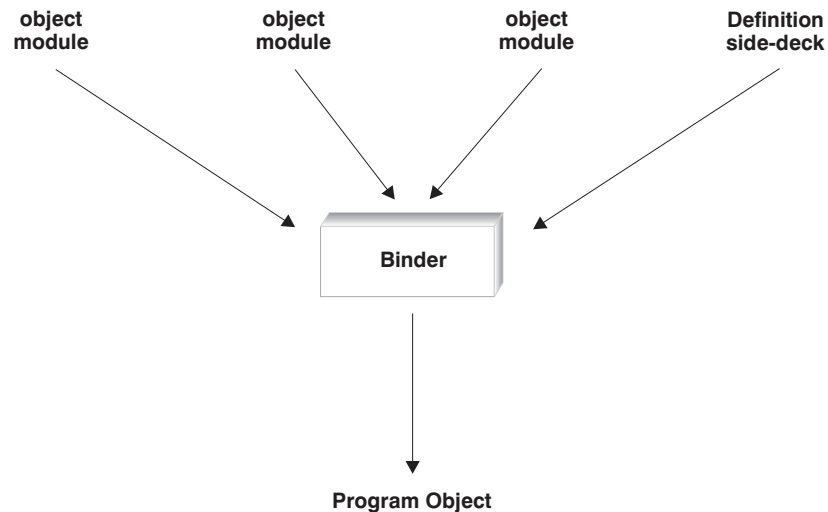 object
module
object
module
object
module
Definition
side-deck
Binder
Program Object